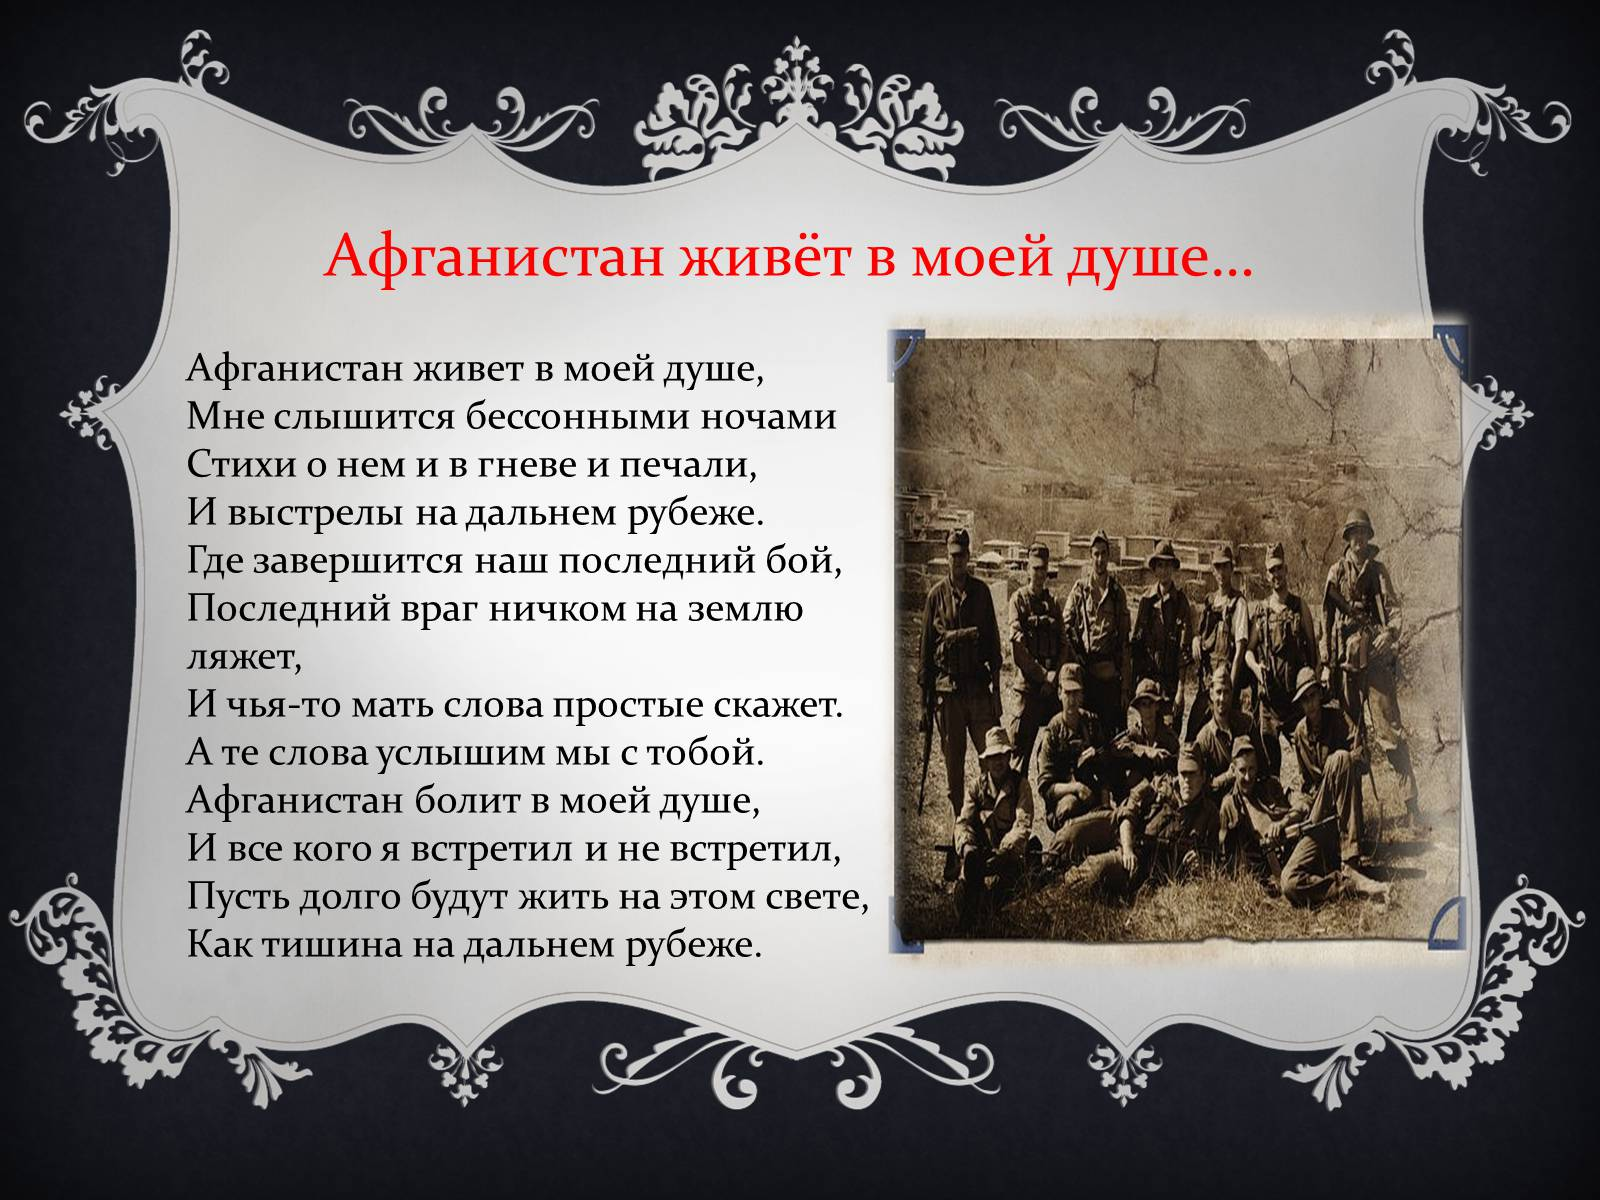 Афганистан живёт в моей душе...
Афганистан живет в моей душе,
Мне слышится бессонными ночами
Стихи о нем и в гневе и печали,
И выстрелы на дальнем рубеже.
Где завершится наш последний бой,
Последний враг ничком на землю
ляжет,
И чья-то мать слова простые скажет.
А те слова услышим мы с тобой.
Афганистан болит в моей душе,
И все кого я встретил и не встретил,
Пусть долго будут жить на этом свете,
Как тишина на дальнем рубеже.